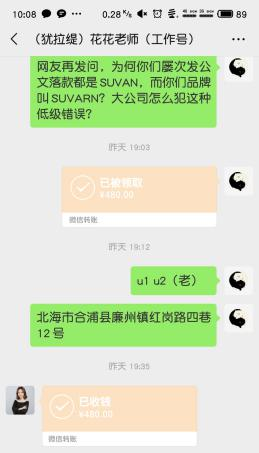 10:08
0.28 K/s
89
(犹拉缇)花花老师(工作号)
网友再发问，为何你们屡次发公
文落款都是SUVAN，而你们品牌
叫SUVARN？大公司怎么犯这种
低级错误？
昨天 19:03
已被领取
¥480.00
微信转账
昨天 19:12
u1 u2（老）
北海市合浦县廉州镇红岗路四巷
12号
昨天 19:35
已收钱
¥480.00
微信转账